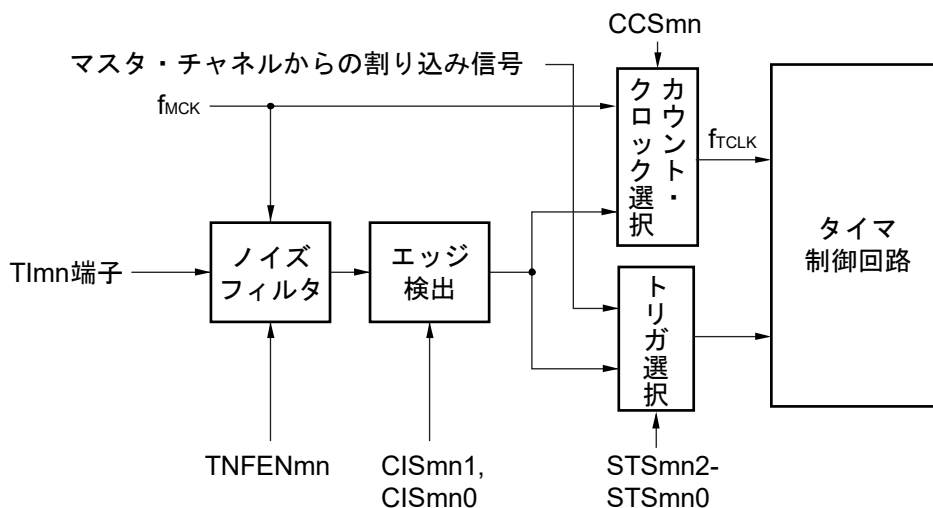 CCSmn
マスタ・チャネルからの割り込み信号
fMCK
カウント・
クロック選択
fTCLK
タイマ
制御回路
TImn端子
ノイズ
フィルタ
エッジ
検出
トリガ選択
TNFENmn
CISmn1,
CISmn0
STSmn2-
STSmn0